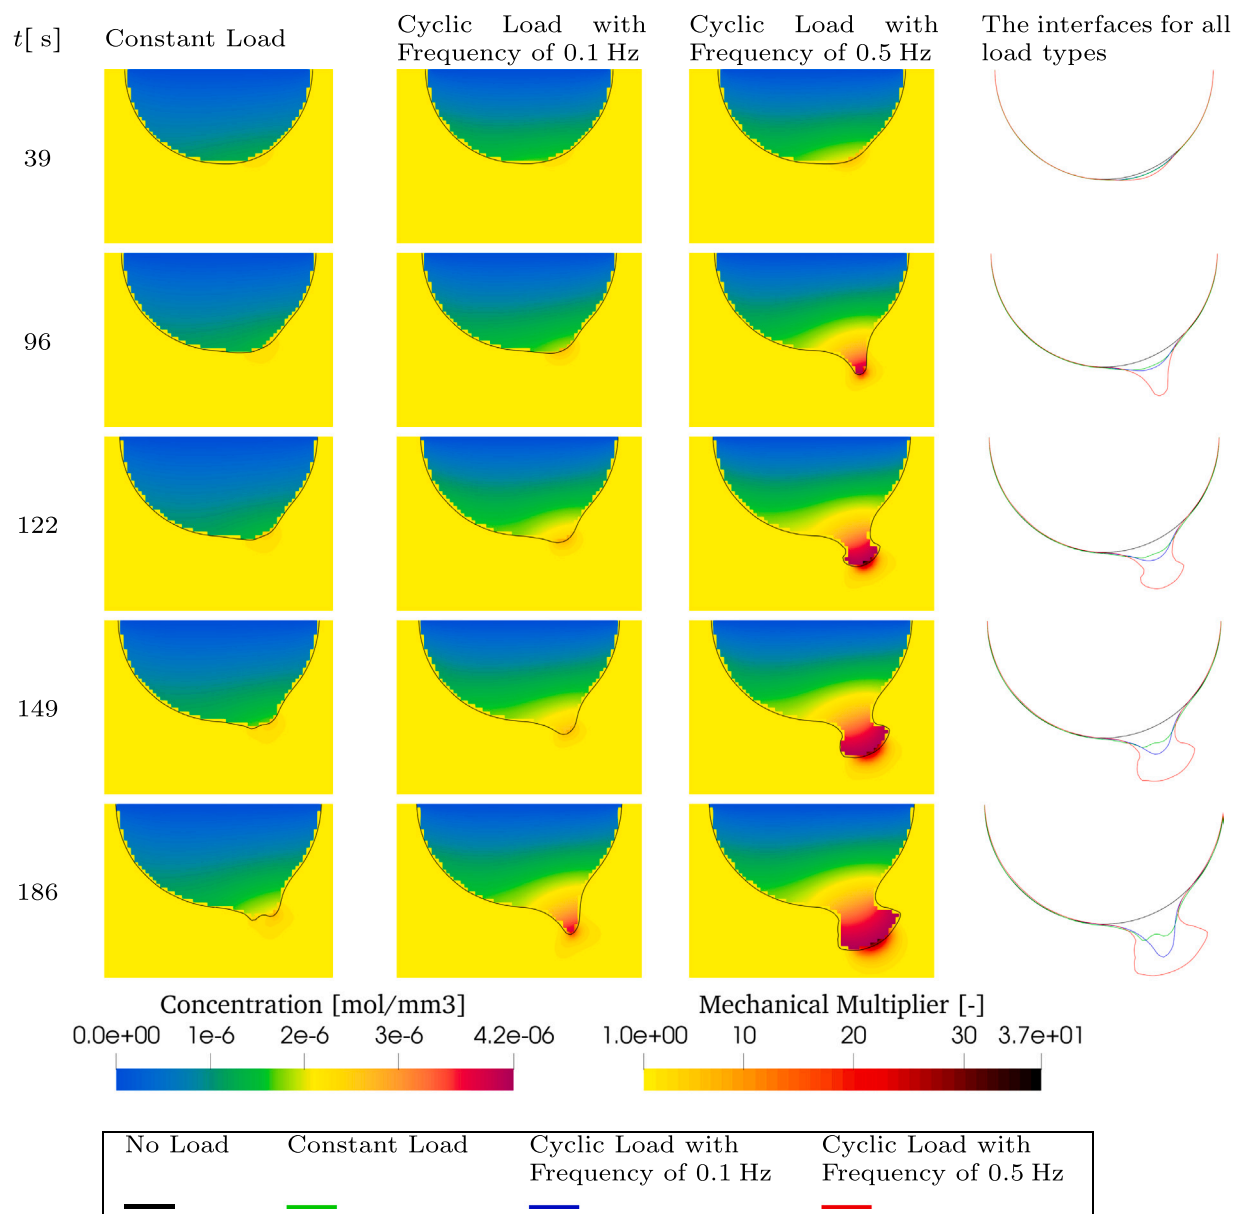 t[ s]
Constant Load
Cyclic Load with
Frequency of 0.1 Hz
Cyclic Load with
Frequency of 0.5 Hz
The interfaces for all
load types
39
96
122
149
186
Concentration [mol/mm3]
0.0e+00 1e-6 2e-6 3e-6 4.2e-06
Mechanical Multiplier [-]
1.0e+00 10 20 30 3.7e+01
No Load
Constant Load
Cyclic Load with
Frequency of 0.1 Hz
Cyclic Load with
Frequency of 0.5 Hz